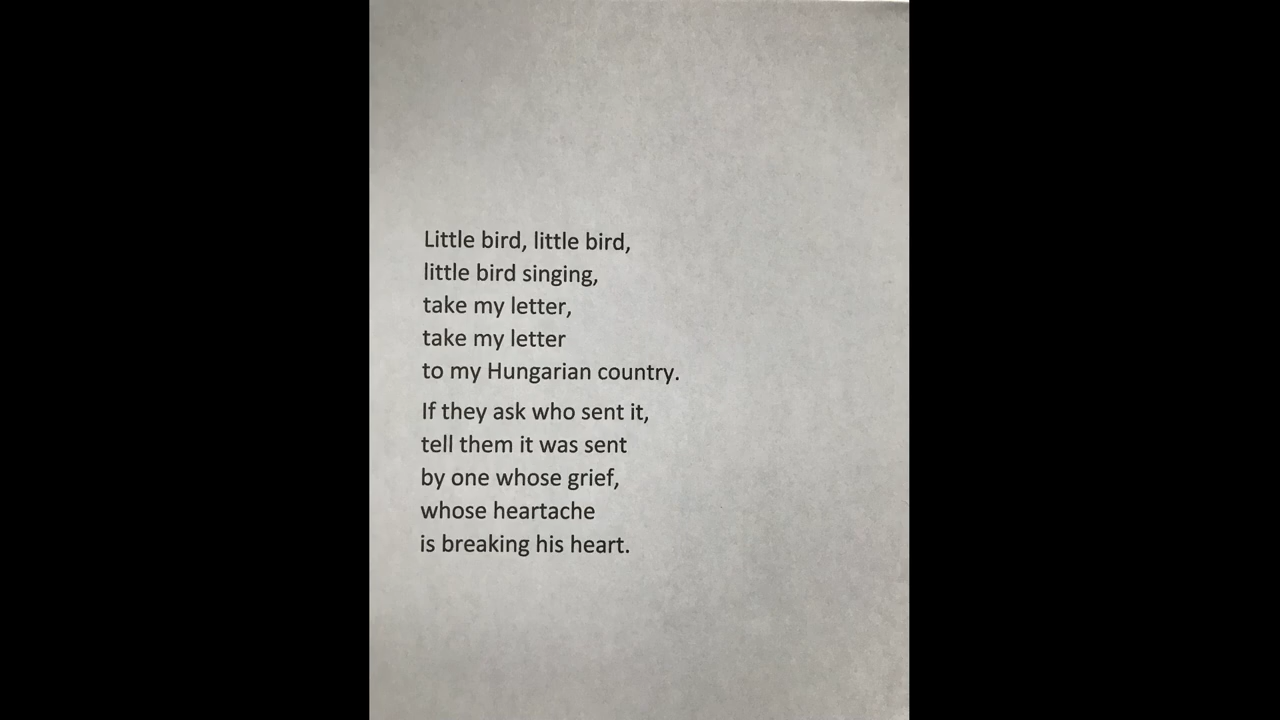 Little bird, little bird,
little bird singing,
take my letter,
take my letter
to my Hungarian country.
If they ask who sent it,
tell them it was sent
by one whose grief,
whose heartache
is breaking his heart.